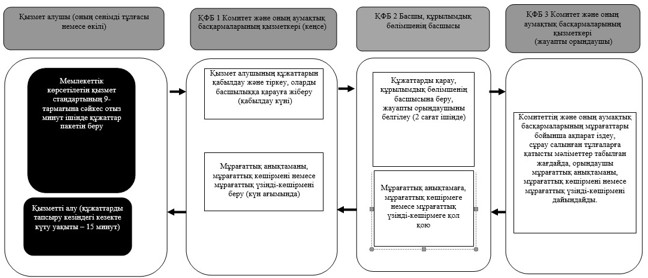 Қызмет алушы (оның сенімді тұлғасы
немесе өкілі)
ҚФБ 1 Комитет және оның аумақтық
басқармаларының қызметкері (кеңсе)
ҚФБ 2 Басшы, құрылымдық
бөлімшенің басшысы
ҚФБ 3 Комитет және оның
аумақтық басқармаларының
қызметкері
(жауапты орындаушы)
Мемлекеттік
көрсетілетін қызмет
стандартының 9-
тармағына сәйкес отыз
минут ішінде құжаттар
пакетін беру
Қызметті алу (құжаттарды
тапсыру кезіндегі кезекте
күту уақыты – 15 минут)
Қызмет алушының құжаттарын
қабылдау және тіркеу, оларды
басшылыққа қарауға жіберу
(қабылдау күні)
Мұрағаттық анықтаманы,
мұрағаттық көшірмені немесе
мұрағаттық үзінді-көшірмені
беру (күн ағымында)
Құжаттарды қарау,
құрылымдық бөлімшенің
басшысына беру,
жауапты орындаушыны
белгілеу (2 сағат ішінде)
Мұрағаттық анықтамаға,
мұрағаттық көшірмеге
немесе мұрағаттық
үзінді-көшірмеге қол
қою
Комитеттің және оның аумақтық
басқармаларының мұрағаттары
бойынша ақпарат іздеу,
сұрау салынған тұлғаларға
қатысты мәліметтер табылған
жағдайда, орындаушы
мұрағаттық анықтаманы,
мұрағаттық көшірмені немесе
мұрағаттық үзінді-көшірмені
дайындайды.